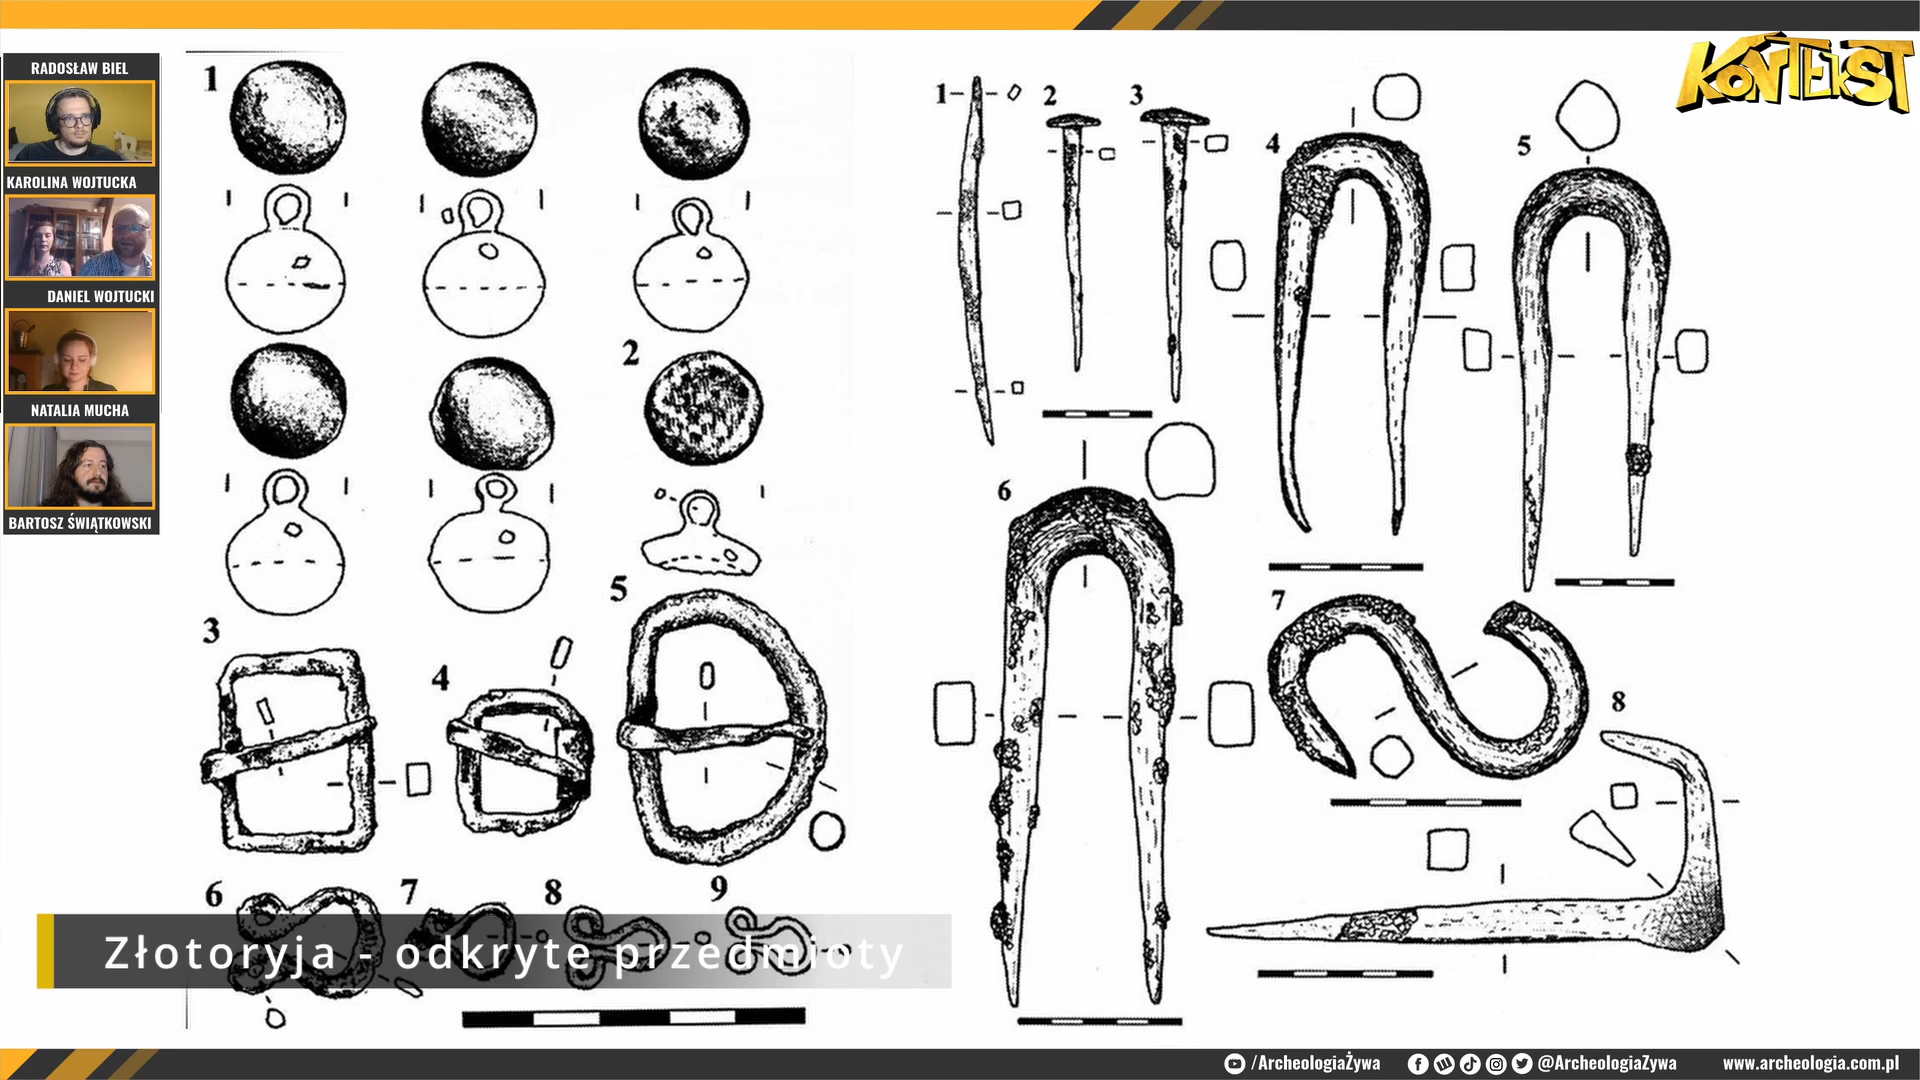 KONTEKST
RADOSŁAW BIEL
KAROLINA WOJTUCKA
DANIEL WOJTUCKI
NATALIA MUCHA
BARTOSZ ŚWIĄTKOWSKI
1
2
3
4
5
6
7
8
9
1
2
3
4
5
6
7
8
Złotoryja - odkryte przedmioty
/ArcheologiaŻywa
@ArcheologiaZywa
www.archeologia.com.pl